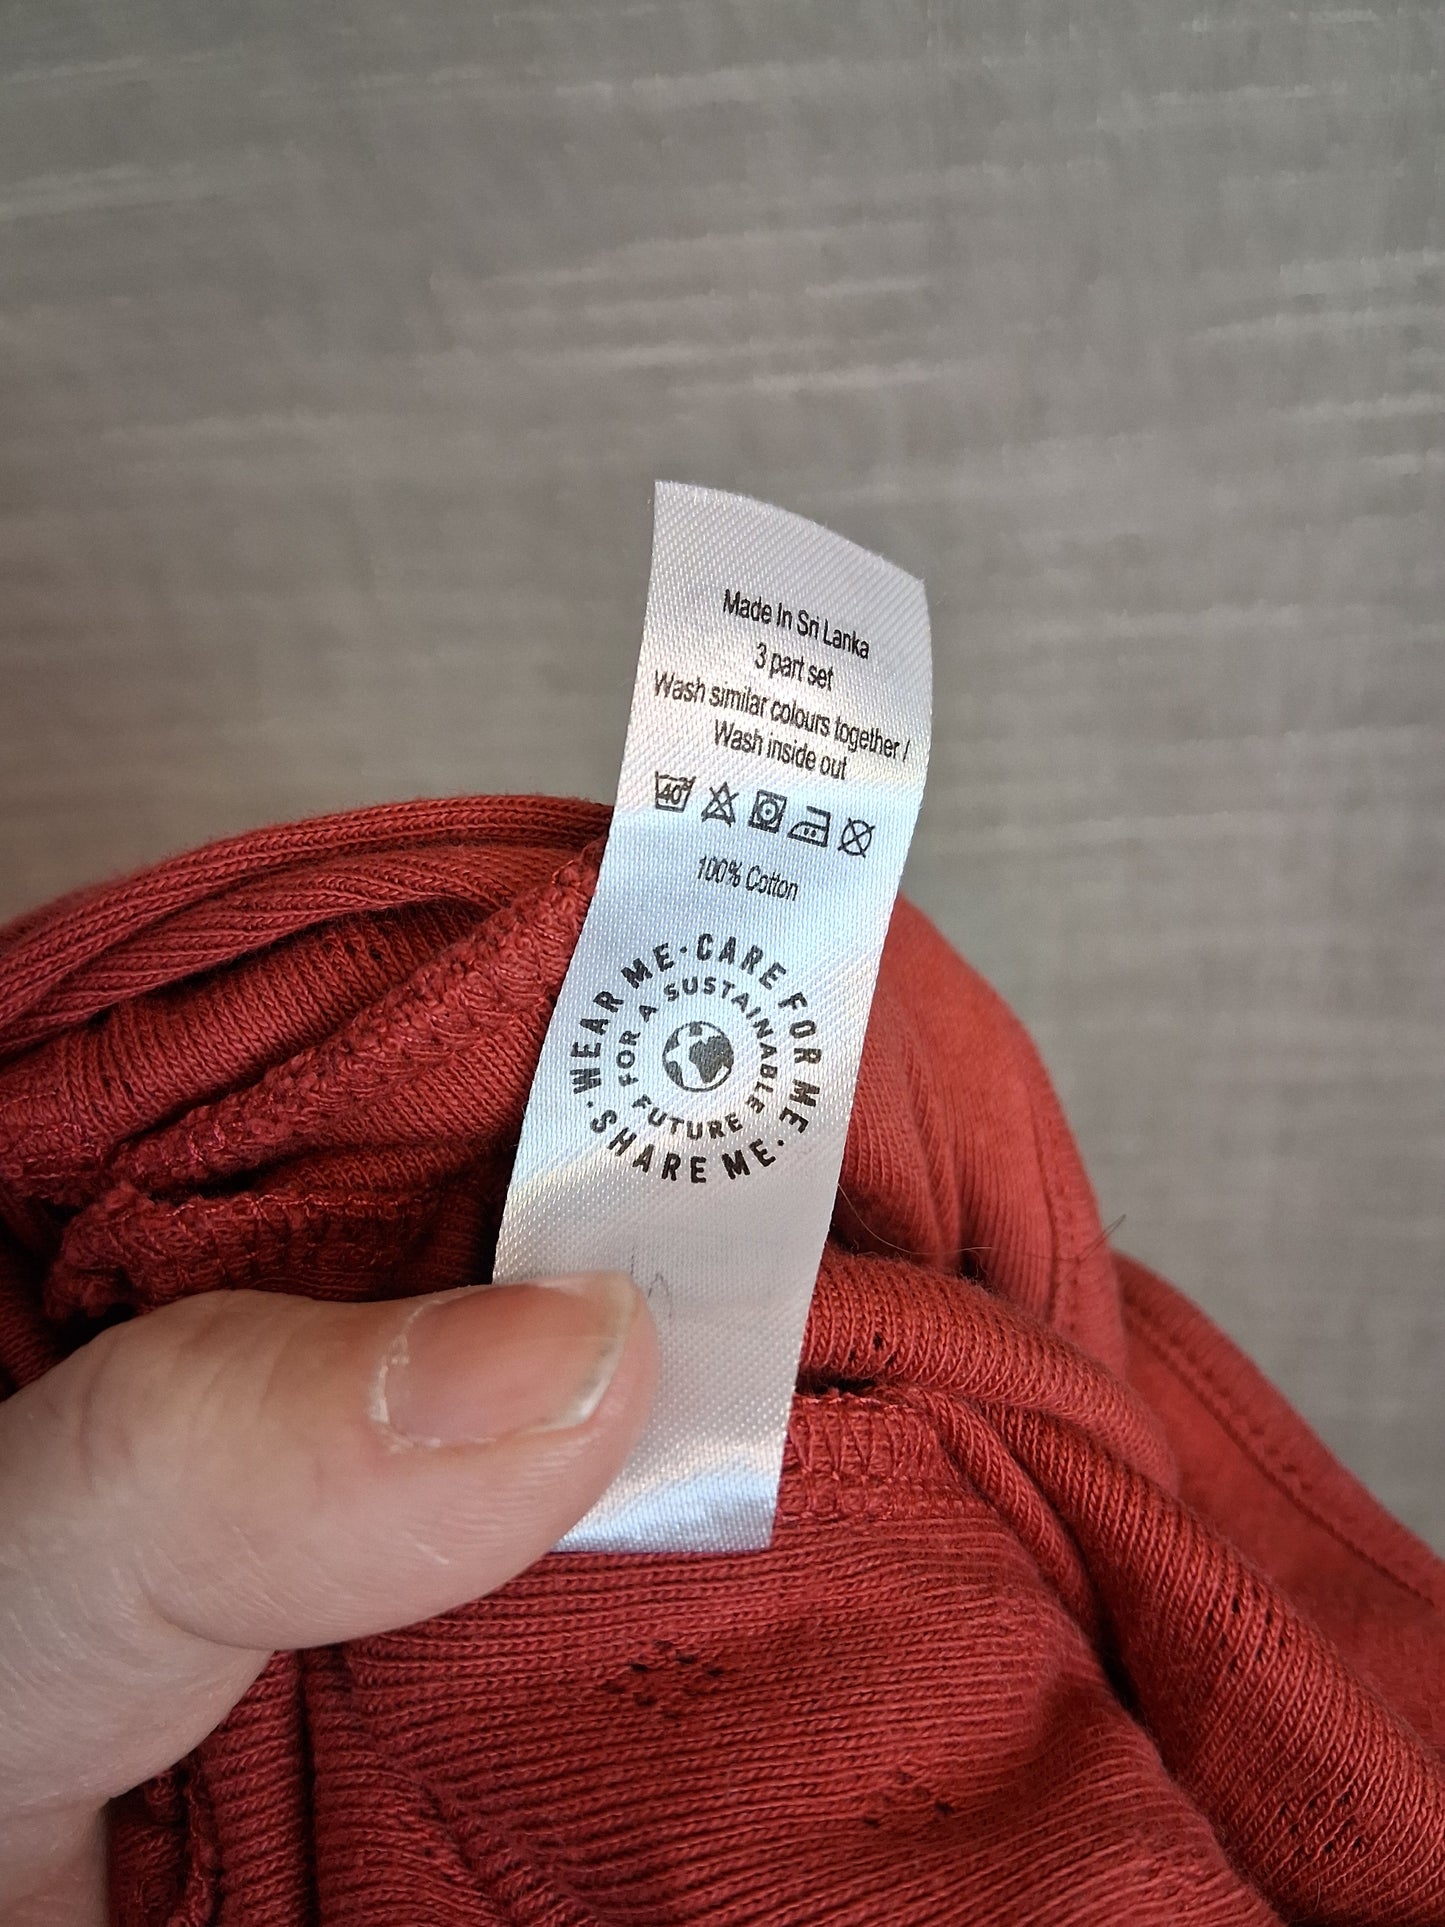 Made In Sri Lanka
3 part set
Wash similar colours together /
Wash inside out
40°
100% Cotton
WEAR ME · CARE FOR ME · SHARE ME ·
FOR A SUSTAINABLE FUTURE